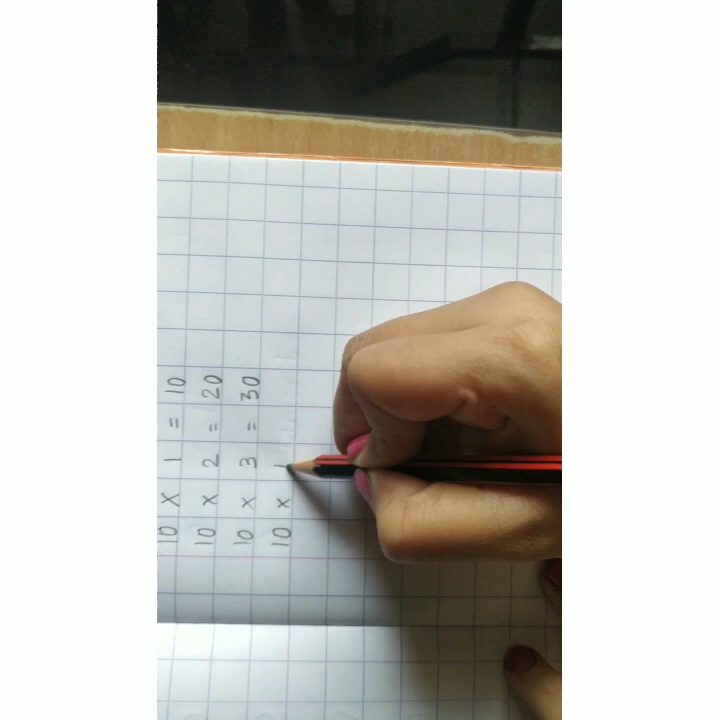 10 x 1 = 10
10 x 2 = 20
10 x 3 = 30
10 x